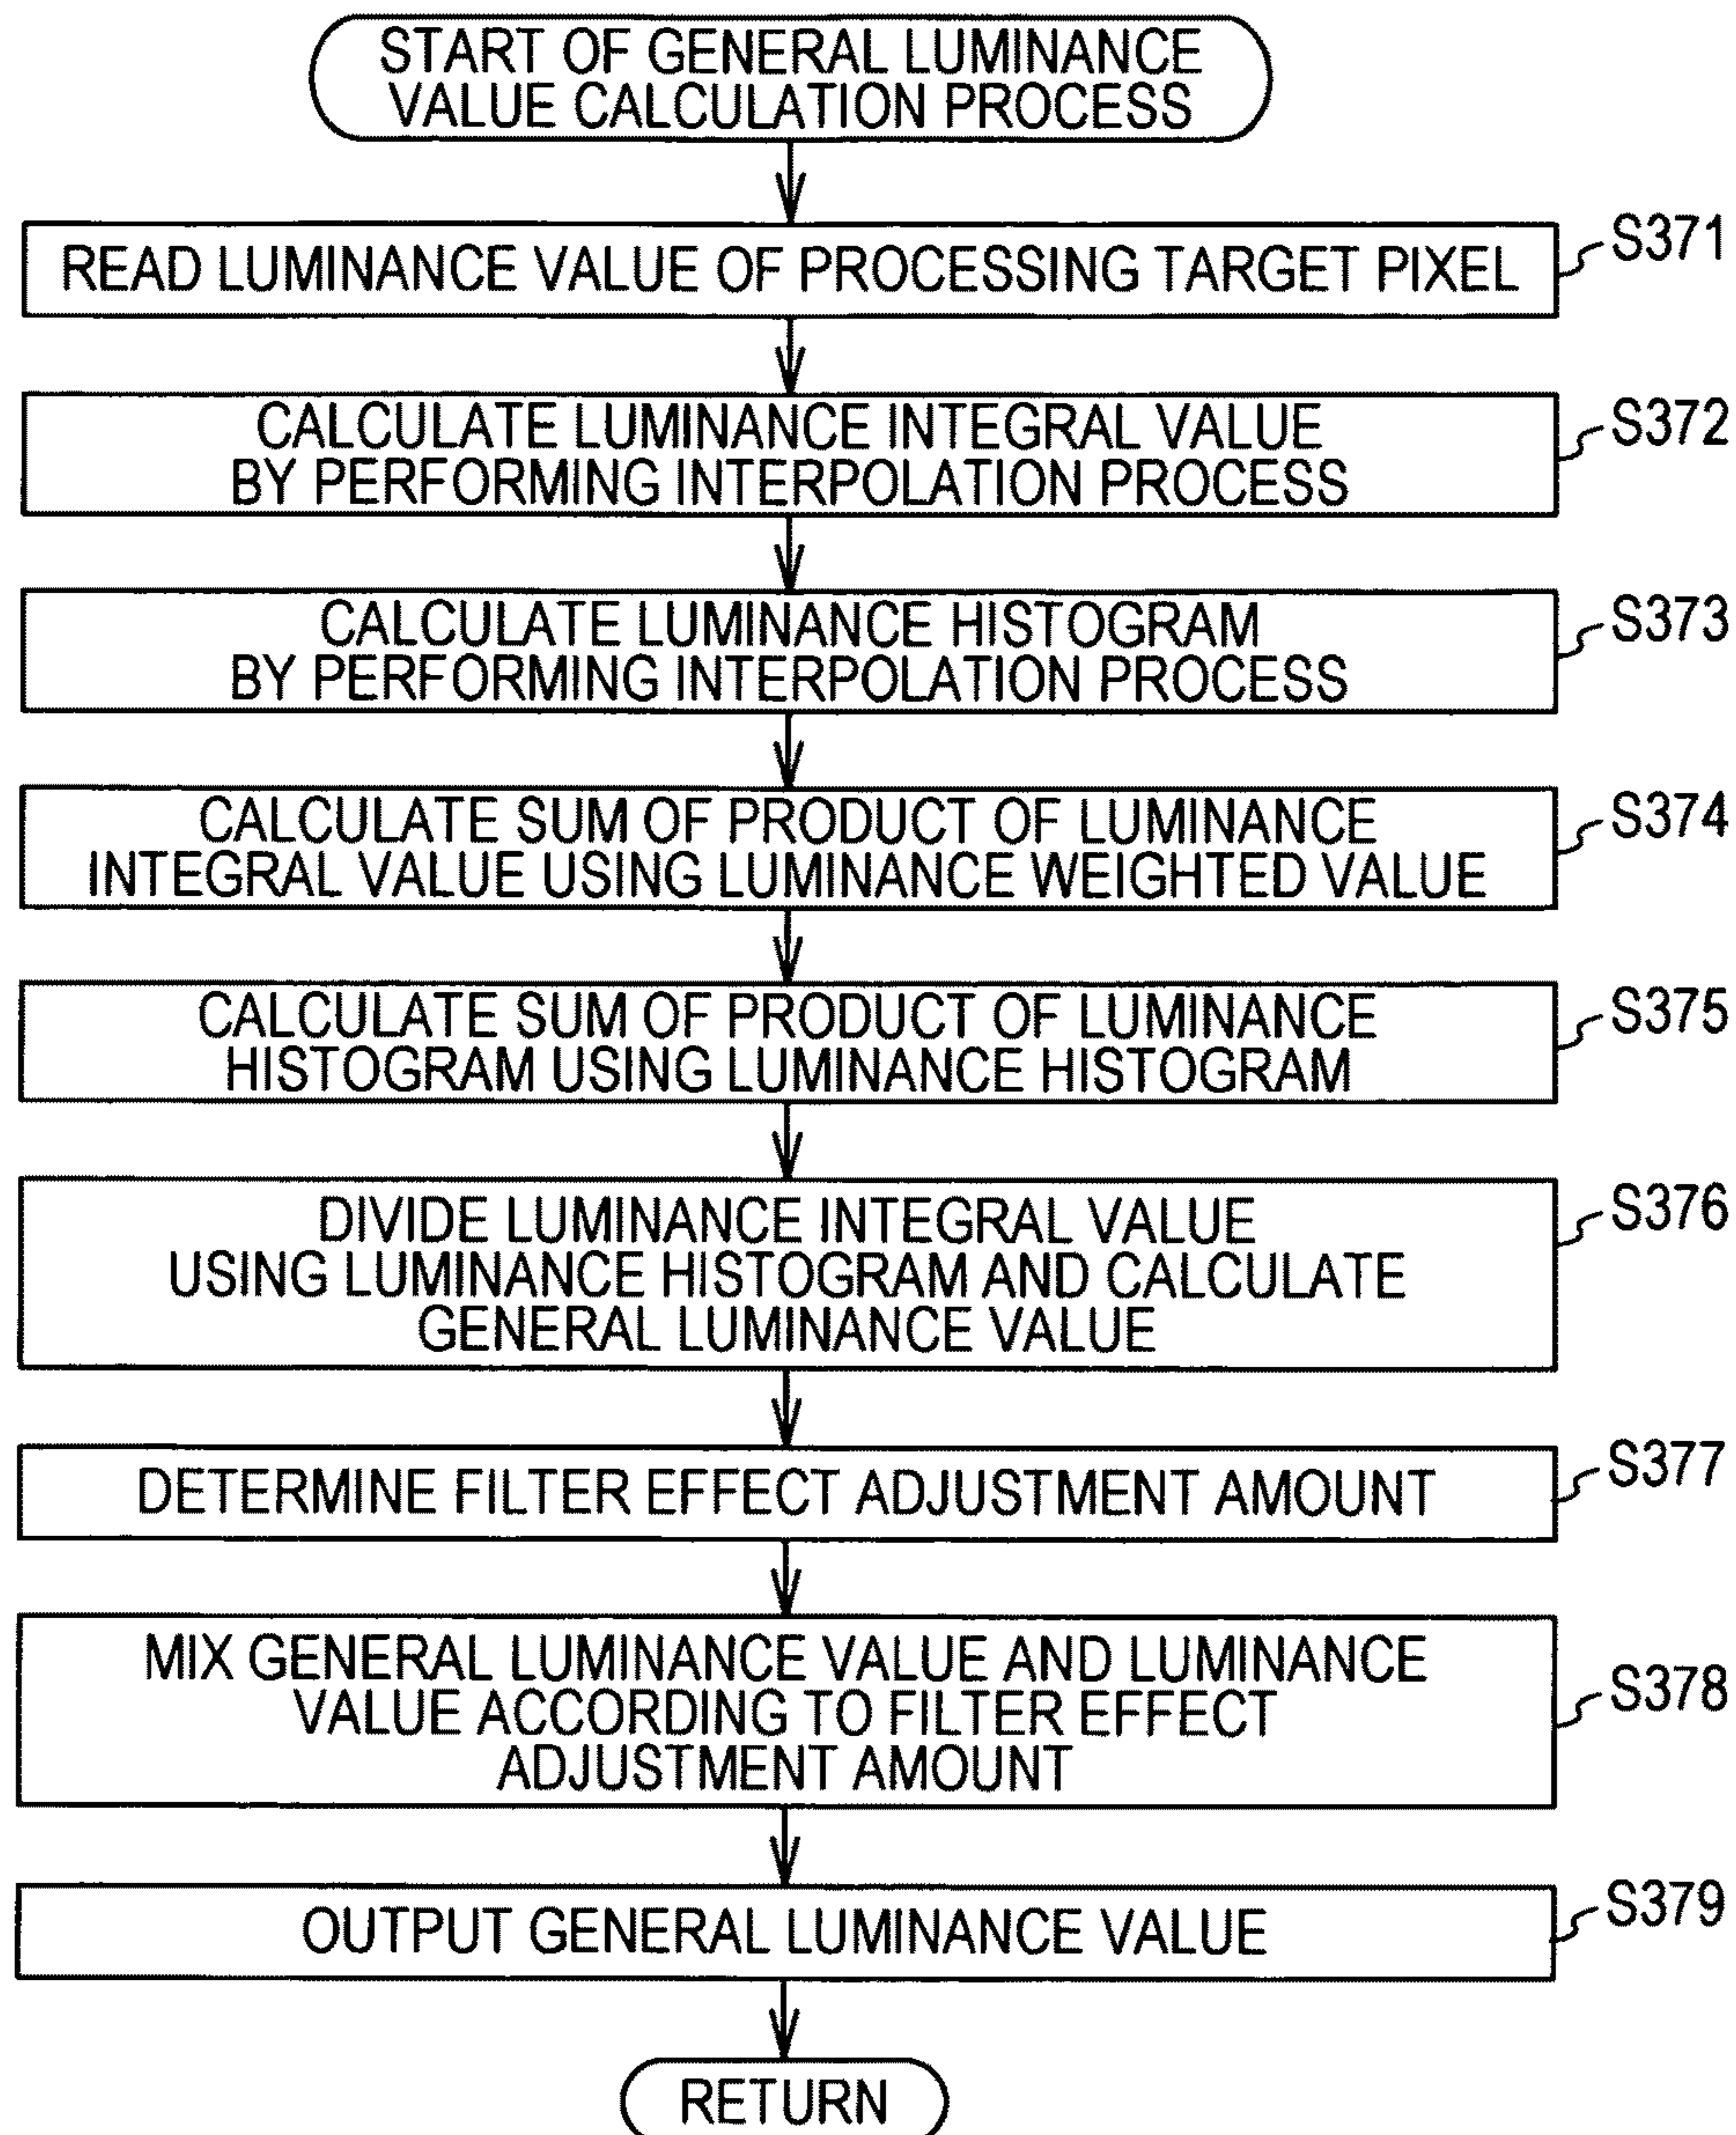 START OF GENERAL LUMINANCE
VALUE CALCULATION PROCESS
READ LUMINANCE VALUE OF PROCESSING TARGET PIXEL
S371
CALCULATE LUMINANCE INTEGRAL VALUE
BY PERFORMING INTERPOLATION PROCESS
S372
CALCULATE LUMINANCE HISTOGRAM
BY PERFORMING INTERPOLATION PROCESS
S373
CALCULATE SUM OF PRODUCT OF LUMINANCE
INTEGRAL VALUE USING LUMINANCE WEIGHTED VALUE
S374
CALCULATE SUM OF PRODUCT OF LUMINANCE
HISTOGRAM USING LUMINANCE HISTOGRAM
S375
DIVIDE LUMINANCE INTEGRAL VALUE
USING LUMINANCE HISTOGRAM AND CALCULATE
GENERAL LUMINANCE VALUE
S376
DETERMINE FILTER EFFECT ADJUSTMENT AMOUNT
S377
MIX GENERAL LUMINANCE VALUE AND LUMINANCE
VALUE ACCORDING TO FILTER EFFECT
ADJUSTMENT AMOUNT
S378
OUTPUT GENERAL LUMINANCE VALUE
S379
RETURN